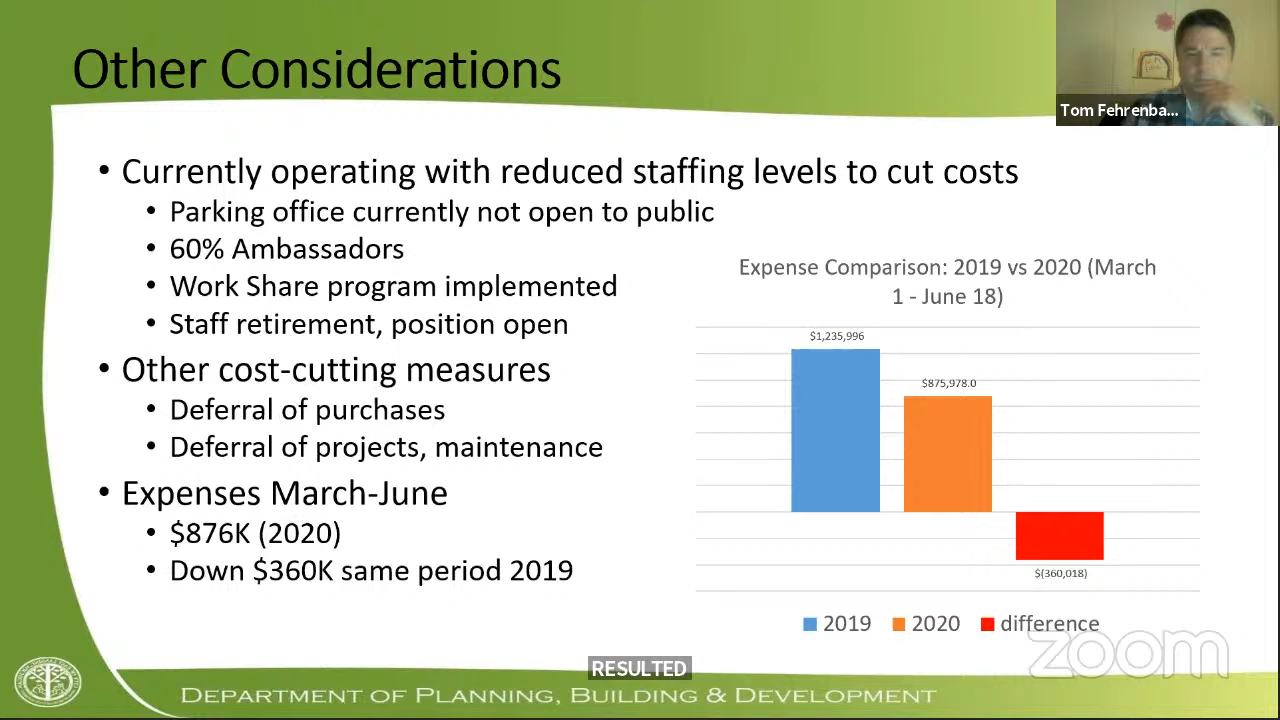 Other Considerations
Tom Fehrenba...
• Currently operating with reduced staffing levels to cut costs
• Parking office currently not open to public
• 60% Ambassadors
• Work Share program implemented
• Staff retirement, position open
• Other cost-cutting measures
• Deferral of purchases
• Deferral of projects, maintenance
• Expenses March-June
• $876K (2020)
• Down $360K same period 2019
Expense Comparison: 2019 vs 2020 (March
1 - June 18)
$1,235,996
$875,978.0
$(360,018)
2019 2020 difference
zoom
RESULTED
DEPARTMENT OF PLANNING, BUILDING & DEVELOPMENT